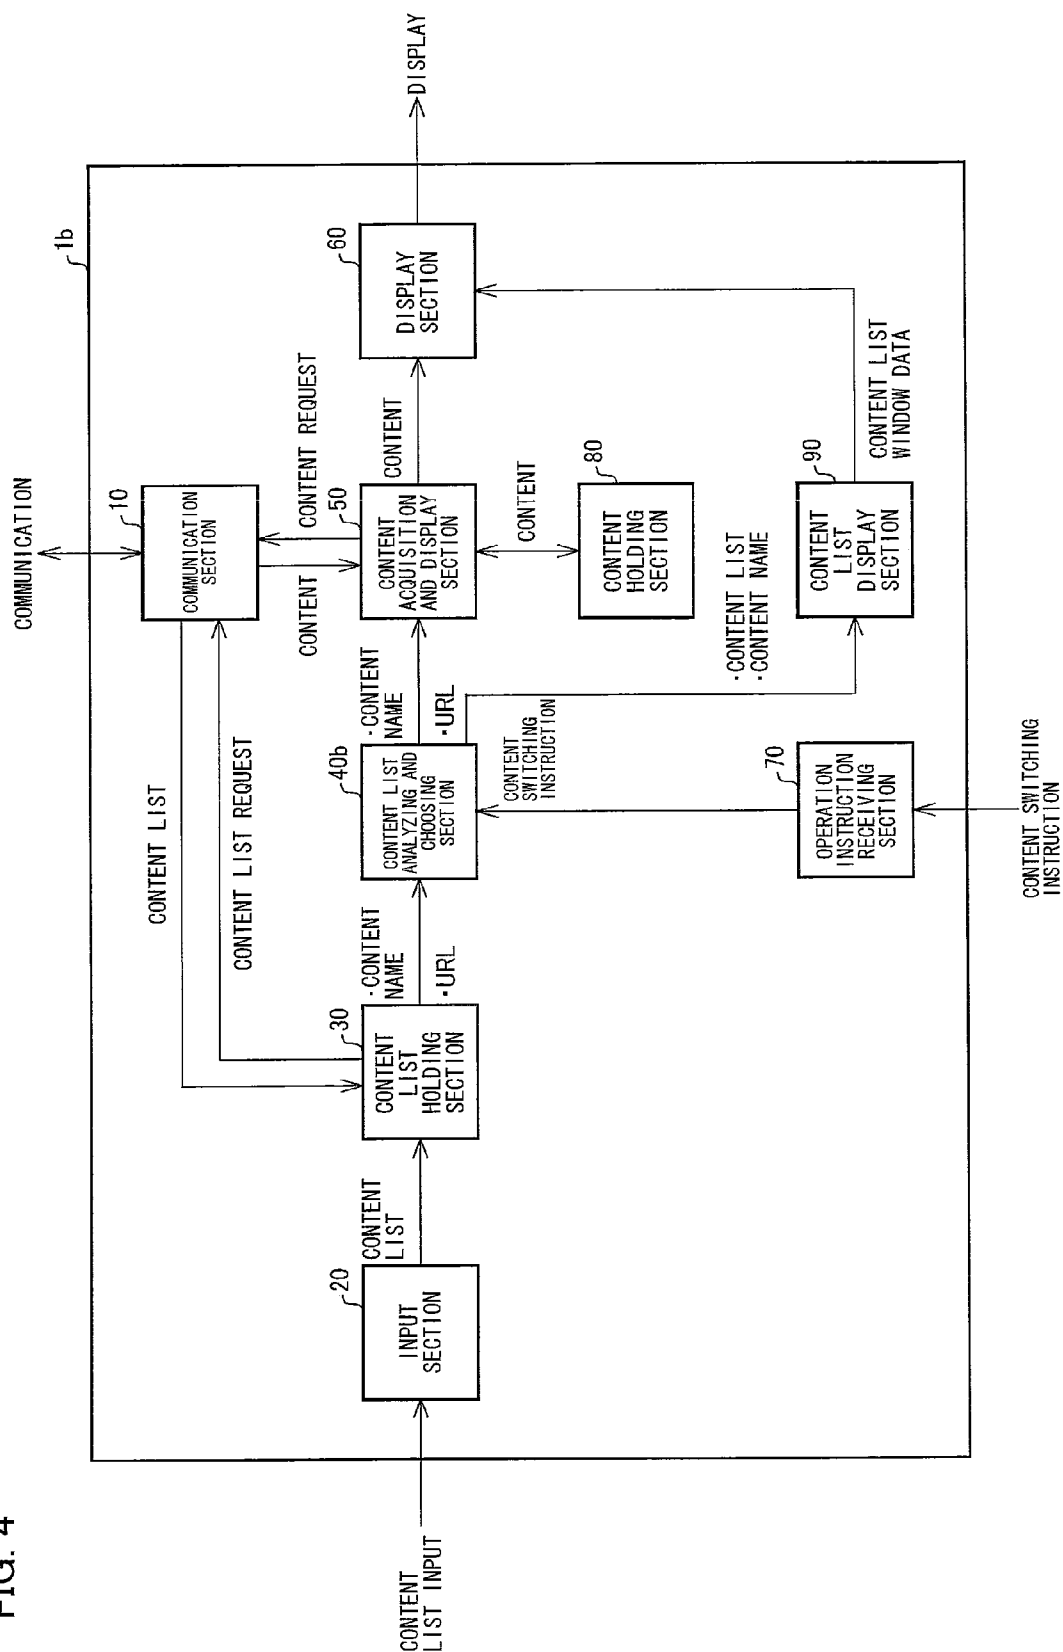 FIG. 4
1b
COMMUNICATION
10
COMMUNICATION
SECTION
CONTENT LIST
CONTENT LIST REQUEST
CONTENT
CONTENT REQUEST
CONTENT
LIST INPUT
20
INPUT
SECTION
CONTENT
LIST
30
CONTENT
LIST
HOLDING
SECTION
·CONTENT
NAME
·URL
40b
CONTENT LIST
ANALYZING AND
CHOOSING
SECTION
·CONTENT
NAME
·URL
50
CONTENT
ACQUISITION
AND DISPLAY
SECTION
CONTENT
60
DISPLAY
SECTION
DISPLAY
CONTENT
80
CONTENT
HOLDING
SECTION
CONTENT
SWITCHING
INSTRUCTION
·CONTENT LIST
·CONTENT NAME
70
OPERATION
INSTRUCTION
RECEIVING
SECTION
90
CONTENT
LIST
DISPLAY
SECTION
CONTENT LIST
WINDOW DATA
CONTENT SWITCHING
INSTRUCTION